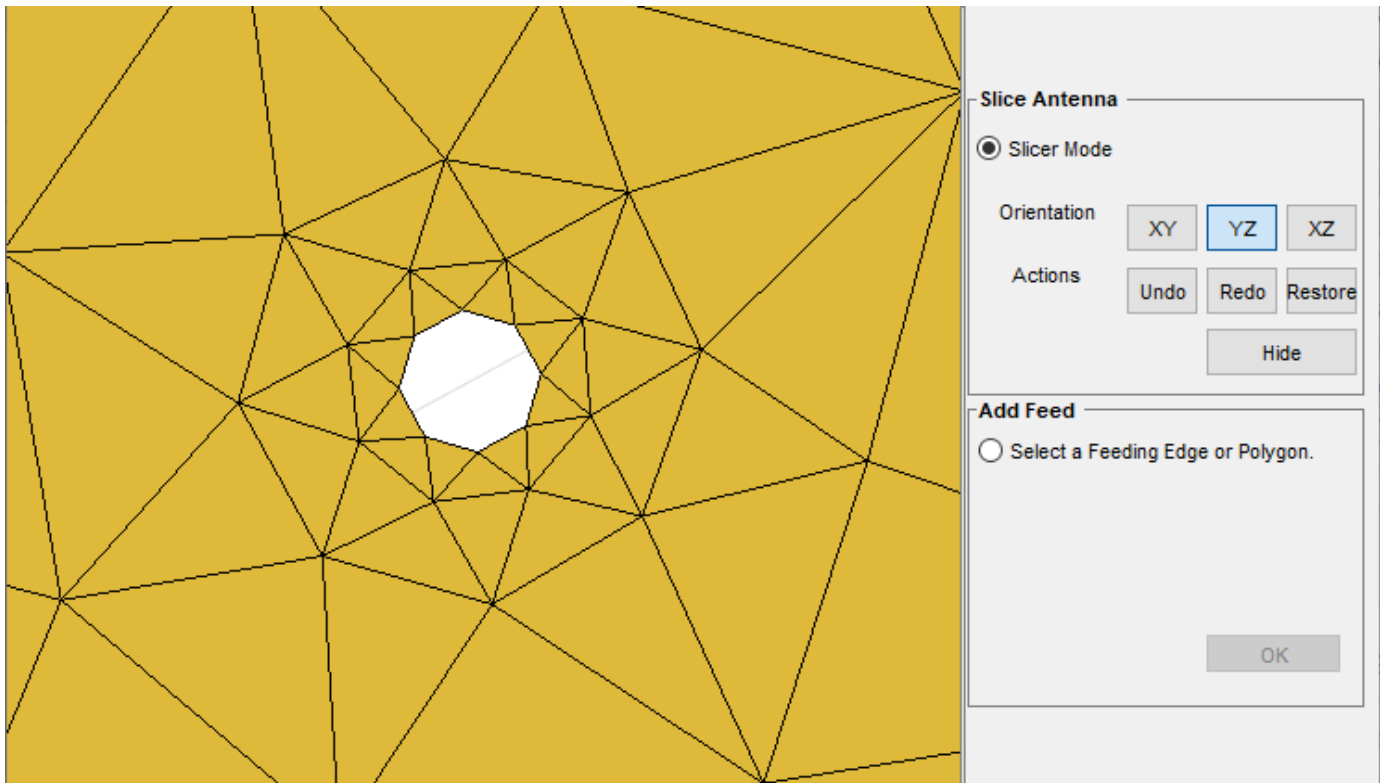 Slice Antenna
Slicer Mode
Orientation
XY
YZ
XZ
Actions
Undo
Redo
Restore
Hide
Add Feed
Select a Feeding Edge or Polygon.
OK